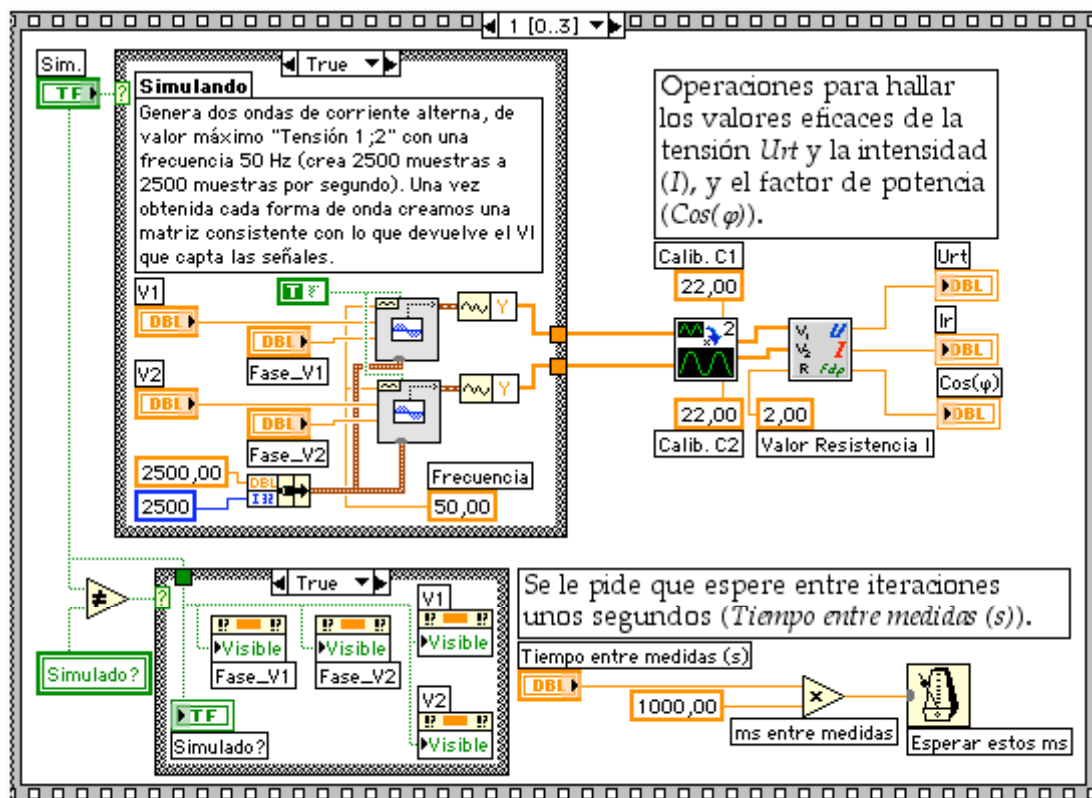 1 [0..3]
Sim.
TF
?
True
Simulando
Genera dos ondas de corriente alterna, de
valor máximo "Tensión 1 ;2" con una
frecuencia 50 Hz (crea 2500 muestras a
2500 muestras por segundo). Una vez
obtenida cada forma de onda creamos una
matriz consistente con lo que devuelve el VI
que capta las señales.
V1
DBL
T
DBL
Fase_V1
Y
V2
DBL
DBL
Fase_V2
Y
2500,00
2500
DBL
I32
Frecuencia
50,00
Operaciones para hallar
los valores eficaces de la
tensión Urt y la intensidad
(I), y el factor de potencia
(Cos(φ)).
Calib. C1
22,00
2
22,00
Calib. C2
V1 U
V2 I
R Fdp
2,00
Valor Resistencia I
Urt
DBL
Ir
DBL
Cos(φ)
DBL
≠
Simulado?
?
True
!? !?
Visible
Fase_V1
!? !?
Visible
Fase_V2
V1
!? !?
Visible
V2
!? !?
Visible
TF
Simulado?
Se le pide que espere entre iteraciones
unos segundos (Tiempo entre medidas (s)).
Tiempo entre medidas (s)
DBL
1000,00
x
ms entre medidas
Esperar estos ms